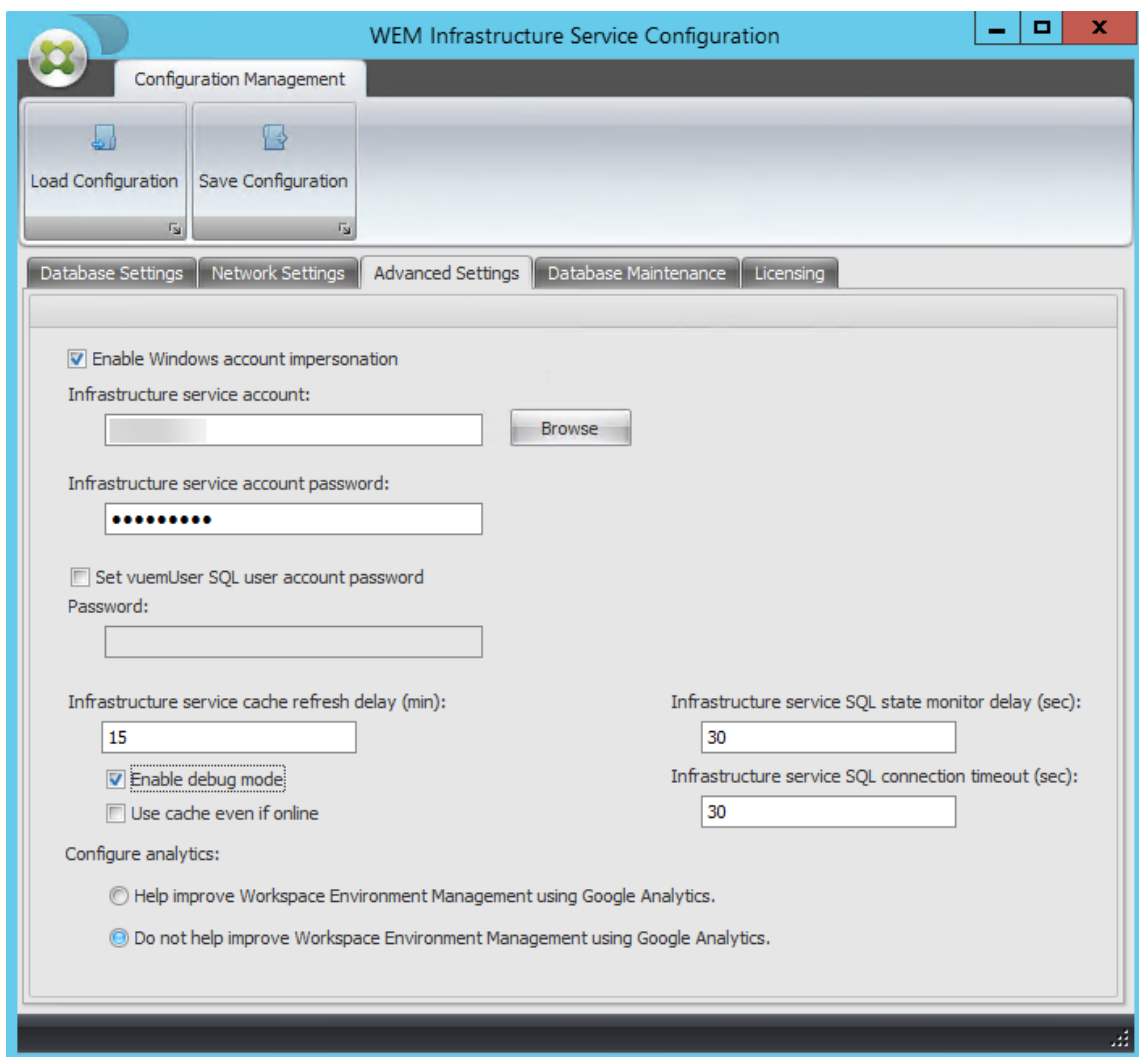 WEM Infrastructure Service Configuration
Configuration Management
Load Configuration
Save Configuration
Database Settings
Network Settings
Advanced Settings
Database Maintenance
Licensing
Enable Windows account impersonation
Infrastructure service account:
Browse
Infrastructure service account password:
•••••••••
Set vuemUser SQL user account password
Password:
Infrastructure service cache refresh delay (min):
15
Enable debug mode
Use cache even if online
Infrastructure service SQL state monitor delay (sec):
30
Infrastructure service SQL connection timeout (sec):
30
Configure analytics:
Help improve Workspace Environment Management using Google Analytics.
Do not help improve Workspace Environment Management using Google Analytics.